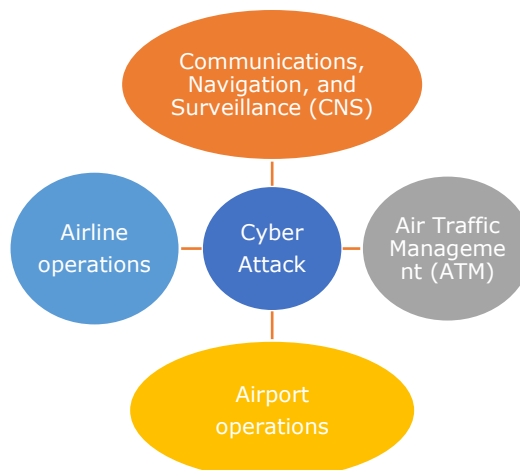 Communications,
Navigation, and
Surveillance (CNS)
Airline
operations
Cyber
Attack
Air Traffic
Manageme
nt (ATM)
Airport
operations